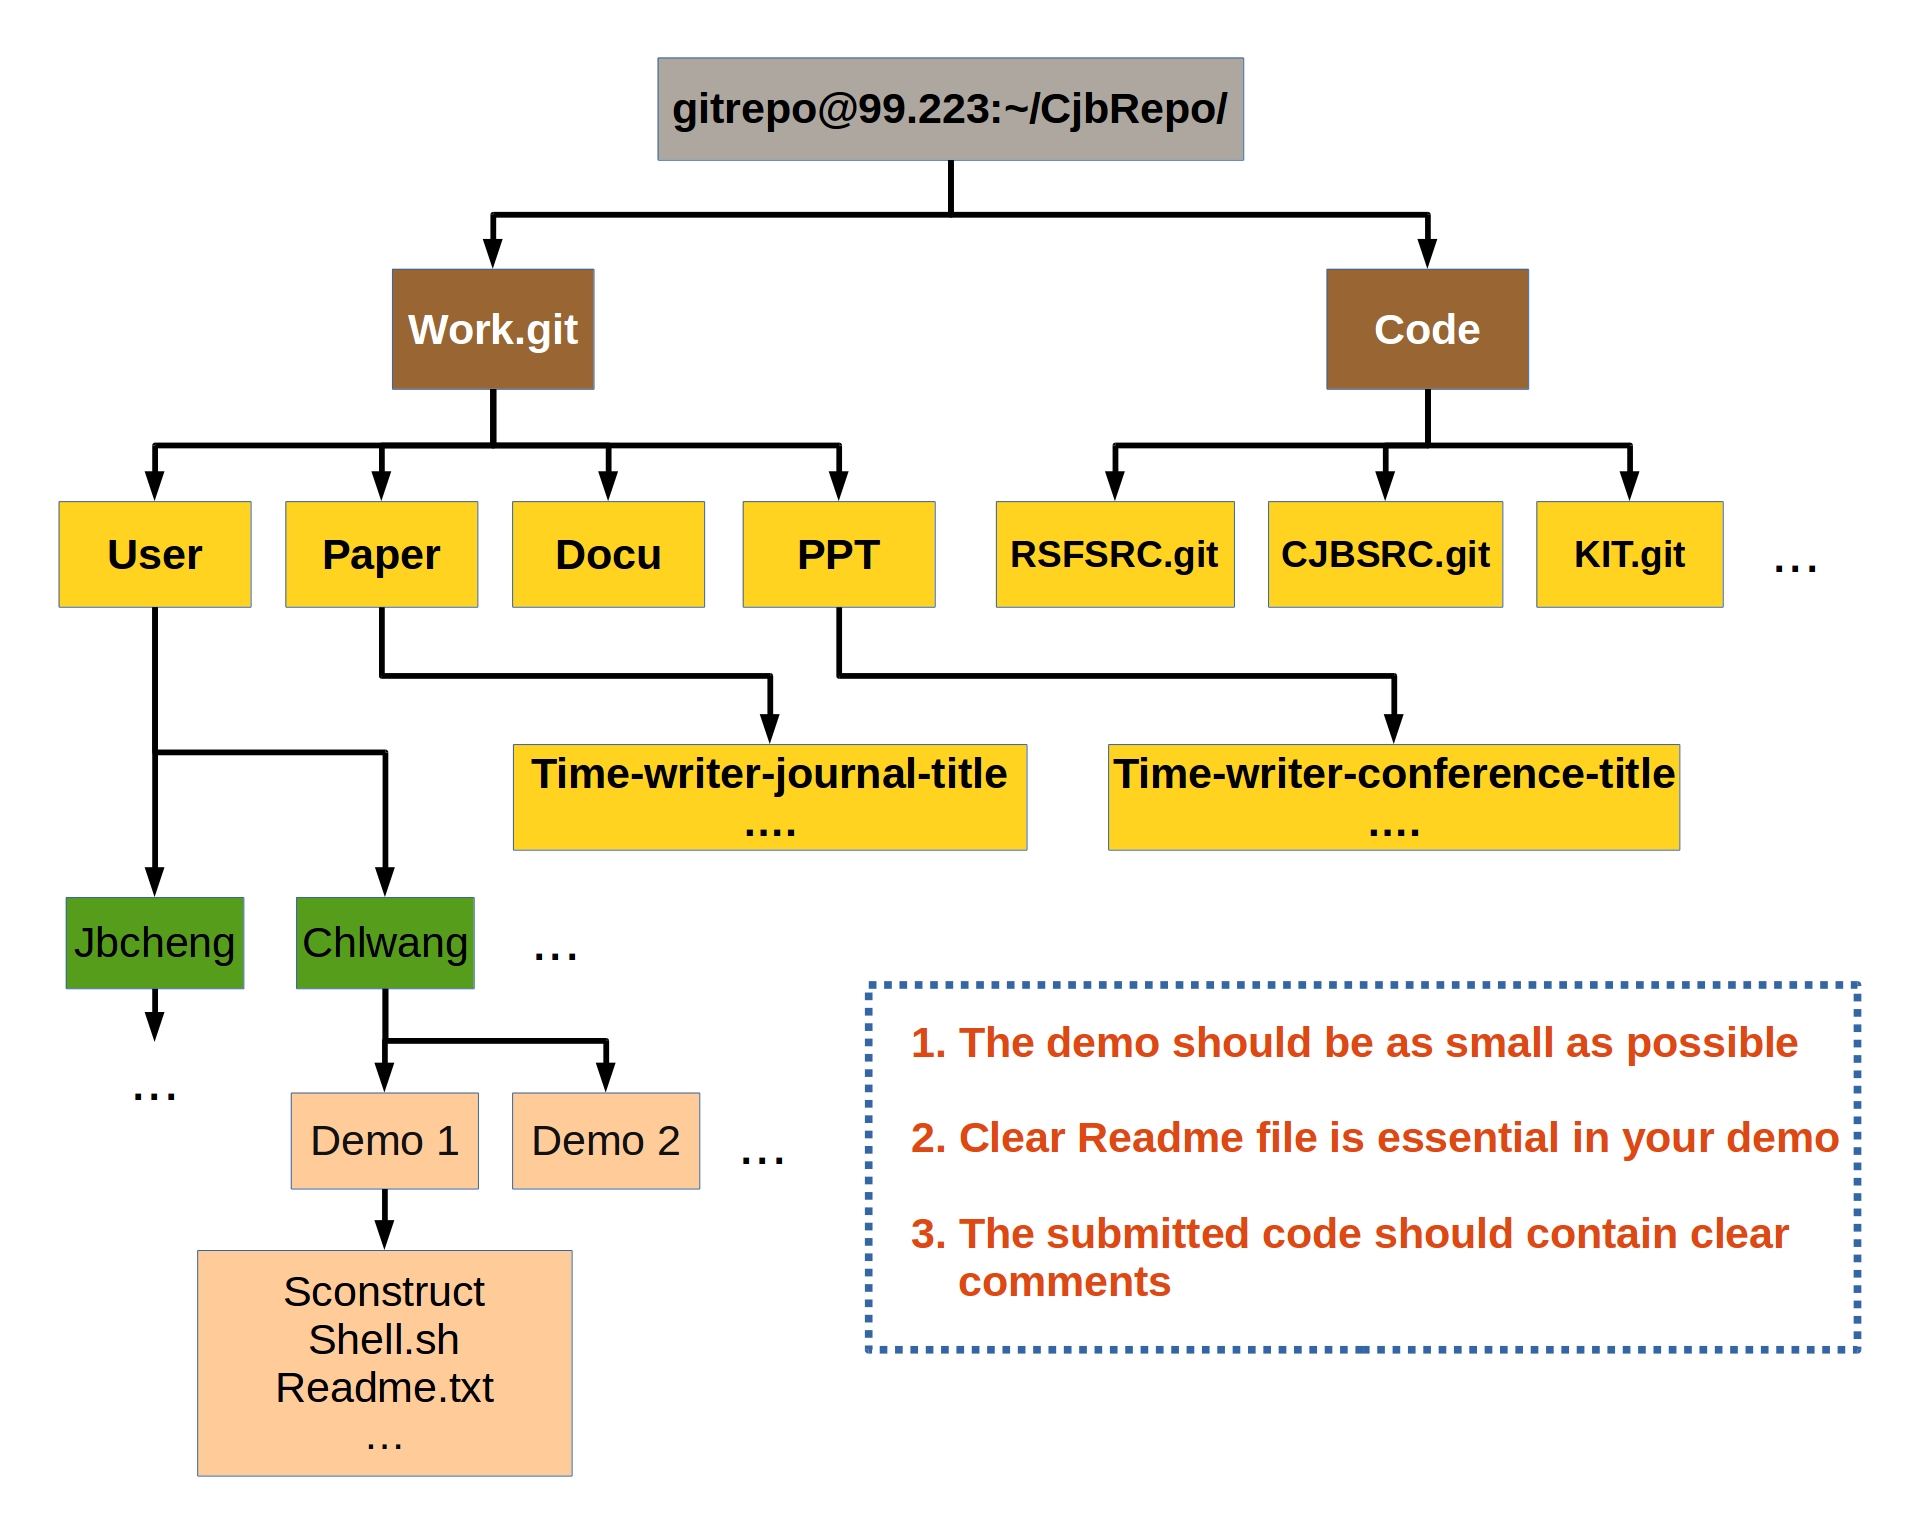 gitrepo@99.223:~/CjbRepo/
Work.git
Code
User
Paper
Docu
PPT
RSFSRC.git
CJBSRC.git
KIT.git
...
Time-writer-journal-title
....
Time-writer-conference-title
....
Jbcheng
Chlwang
...
...
Demo 1
Demo 2
...
Sconstruct
Shell.sh
Readme.txt
...
1. The demo should be as small as possible
2. Clear Readme file is essential in your demo
3. The submitted code should contain clear
comments